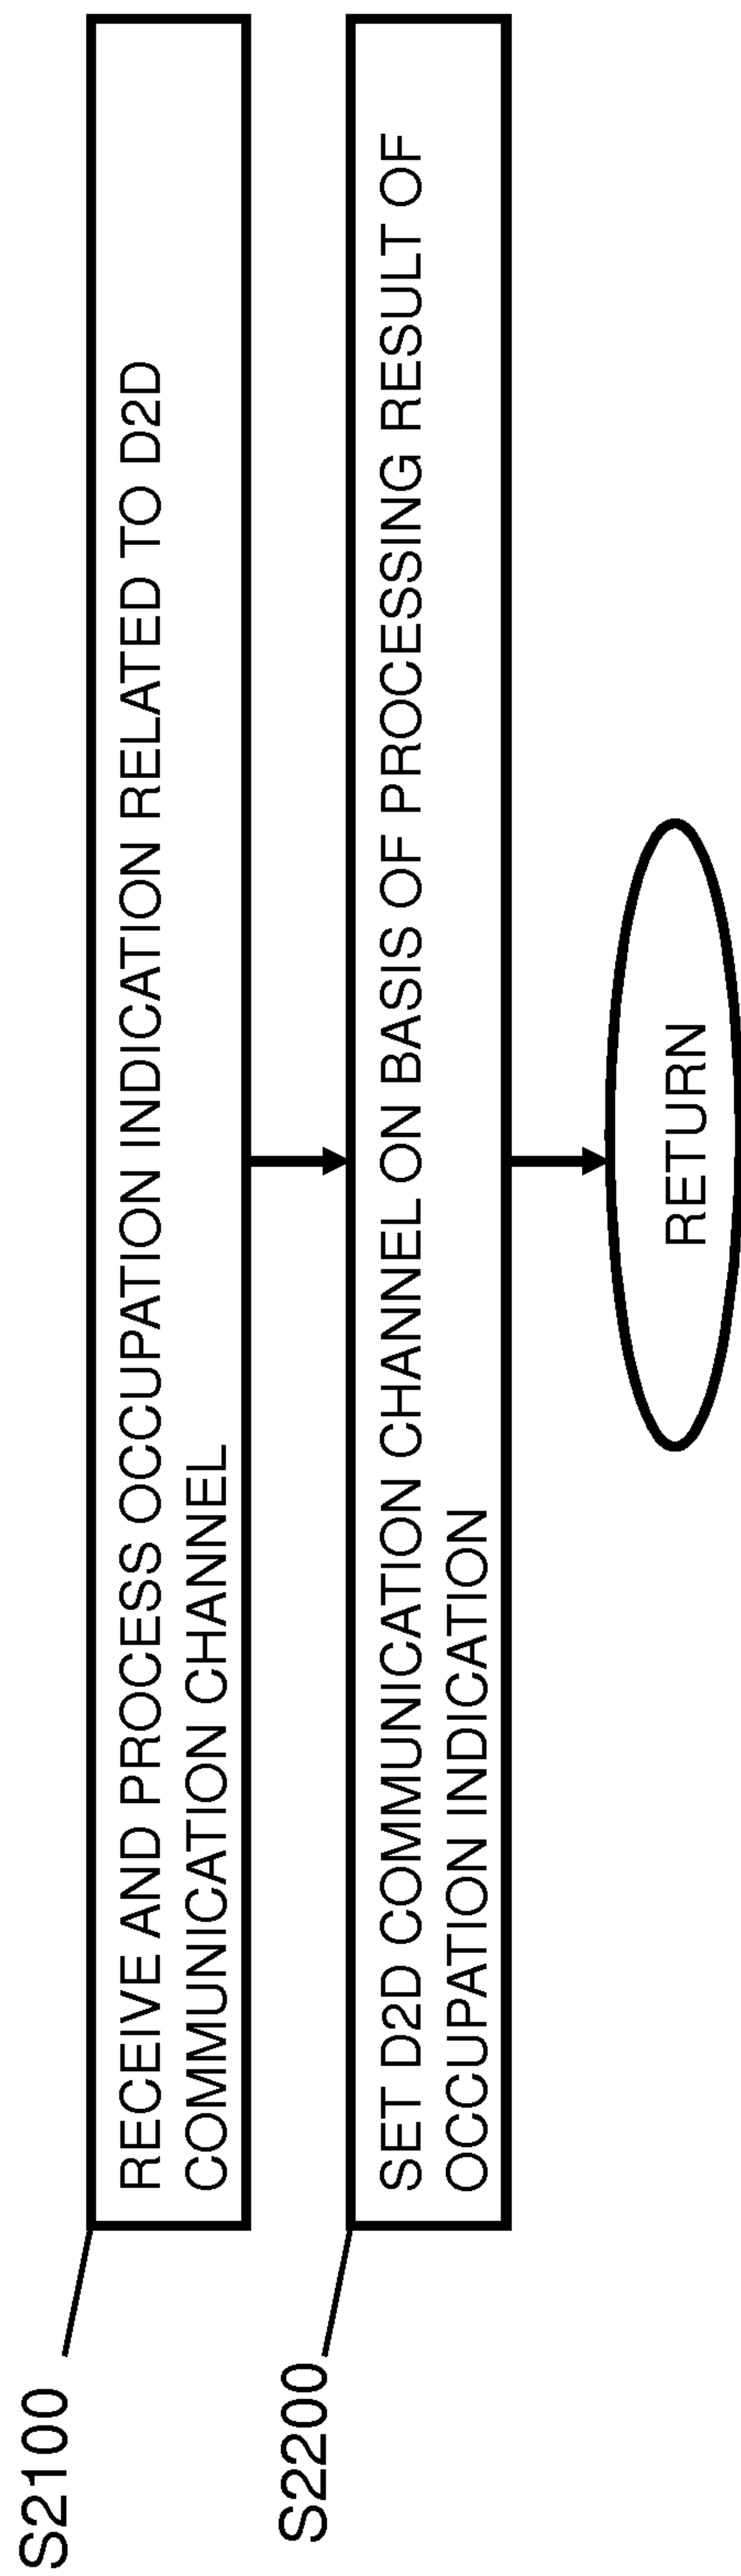 S2100
RECEIVE AND PROCESS OCCUPATION INDICATION RELATED TO D2D
COMMUNICATION CHANNEL
S2200
SET D2D COMMUNICATION CHANNEL ON BASIS OF PROCESSING RESULT OF
OCCUPATION INDICATION
RETURN